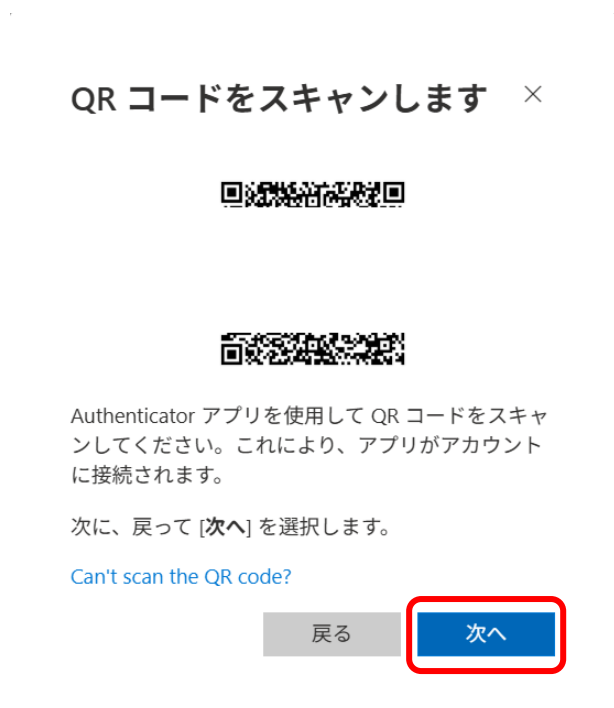 QR コードをスキャンします
Authenticator アプリを使用して QR コードをスキャ
ンしてください。これにより、アプリがアカウント
に接続されます。
次に、戻って [次へ] を選択します。
Can't scan the QR code?
戻る
次へ